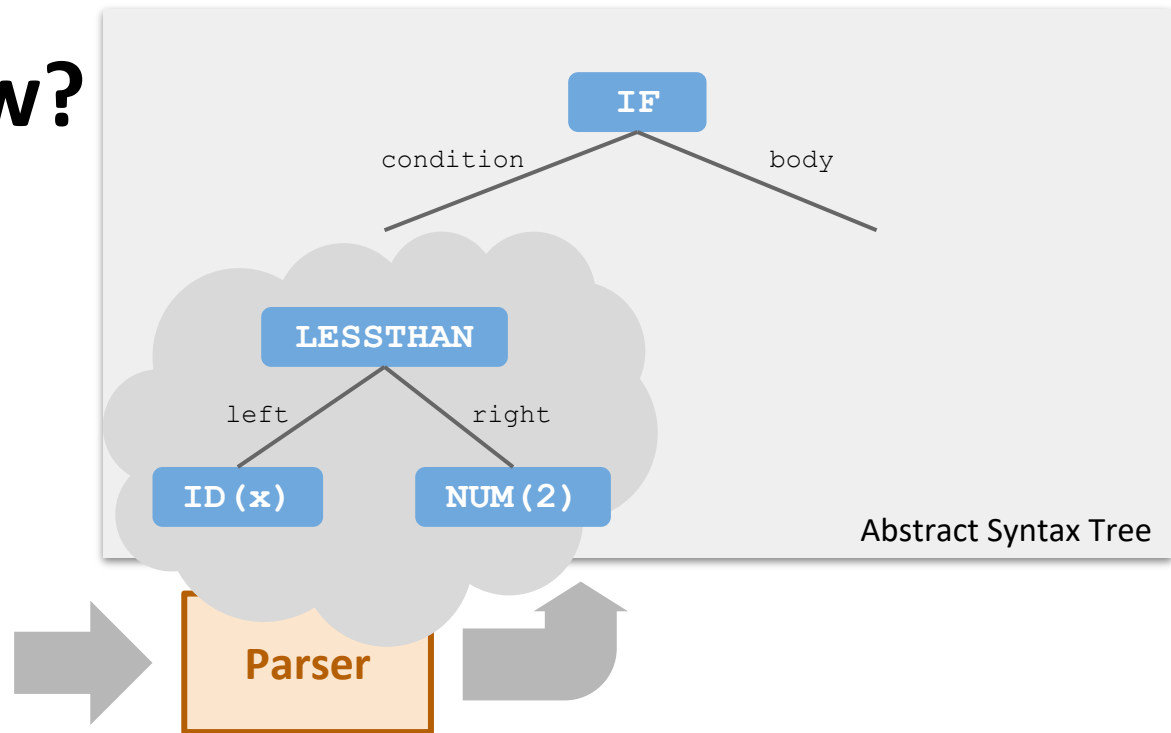 w?
IF
condition
body
LESSTHAN
left
right
ID(x)
NUM(2)
Abstract Syntax Tree
Parser